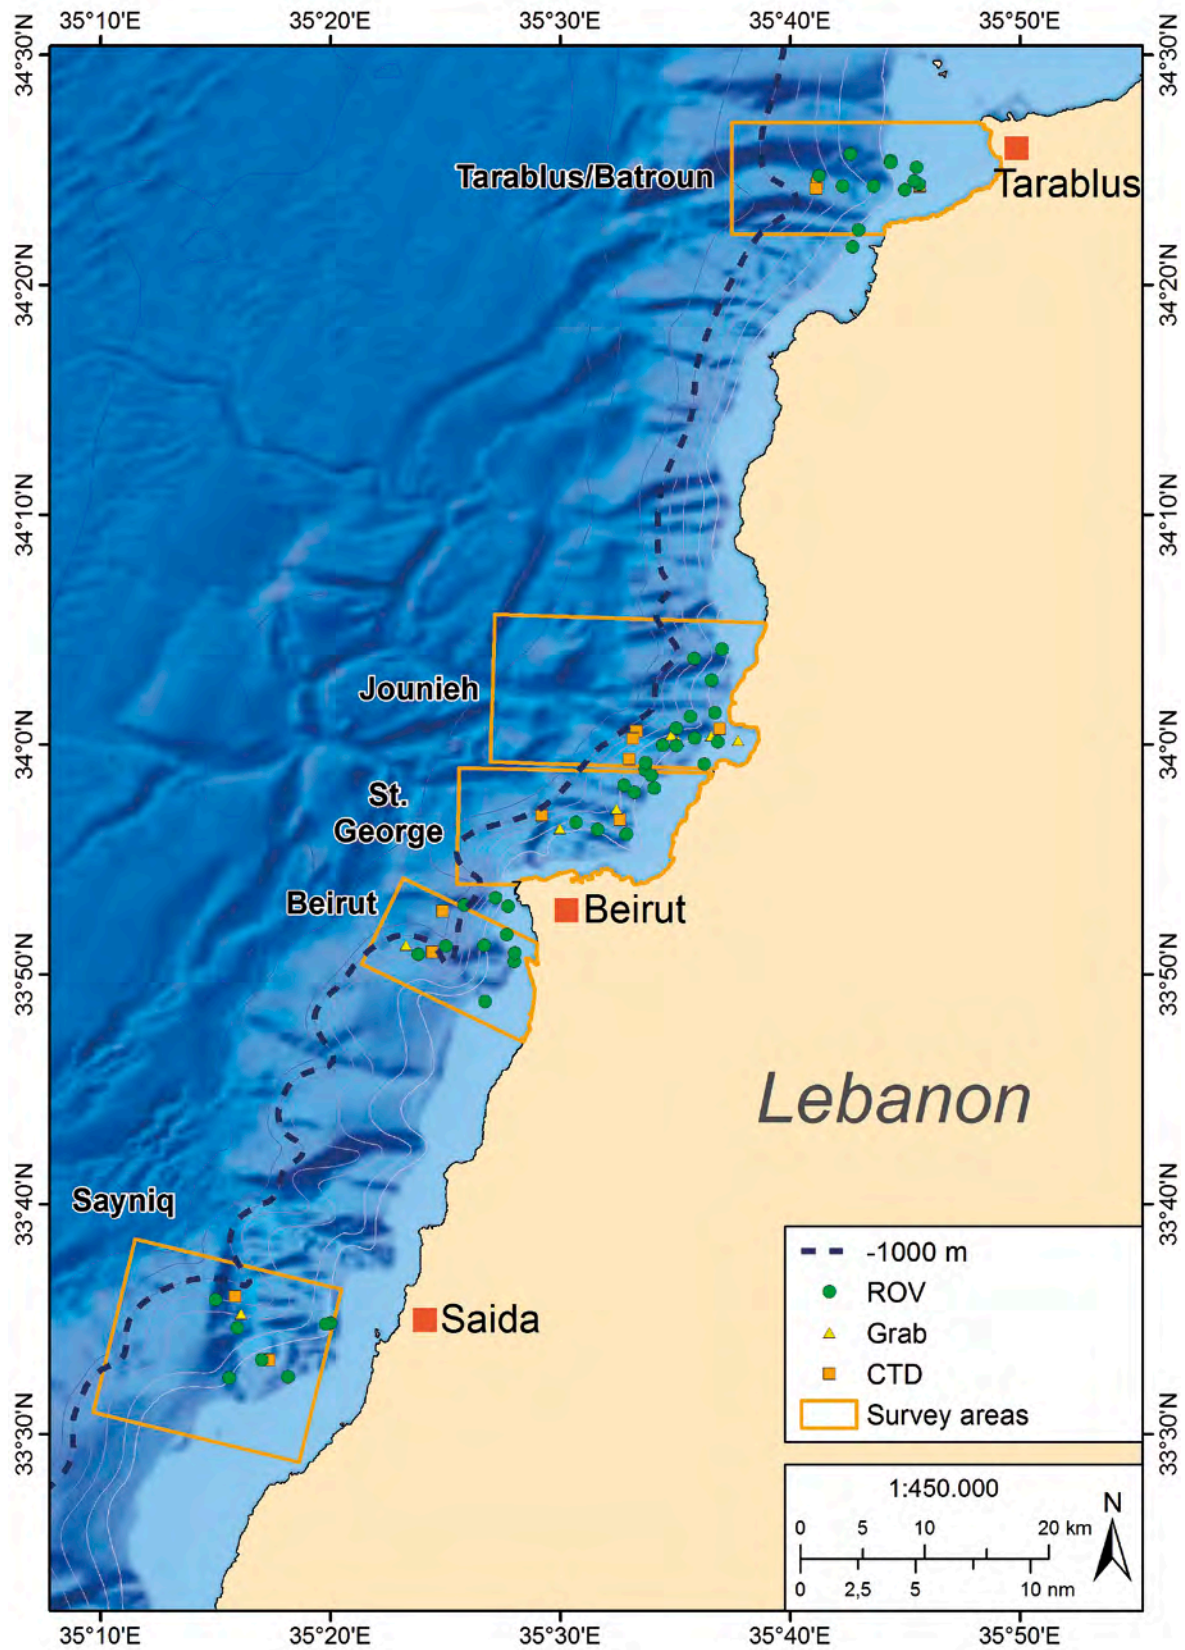 35°10'E 35°20'E 35°30'E 35°40'E 35°50'E
34°30'N 34°30'N
Tarablus/Batroun
Tarablus
34°20'N 34°20'N
34°10'N 34°10'N
Jounieh
34°0'N 34°0'N
St.
George
Beirut
Beirut
33°50'N 33°50'N
Lebanon
33°40'N 33°40'N
Sayniq
Saida
-1000 m
ROV
Grab
CTD
Survey areas
33°30'N 33°30'N
1:450.000
N
0 5 10 20 km
0 2,5 5 10 nm
35°10'E 35°20'E 35°30'E 35°40'E 35°50'E